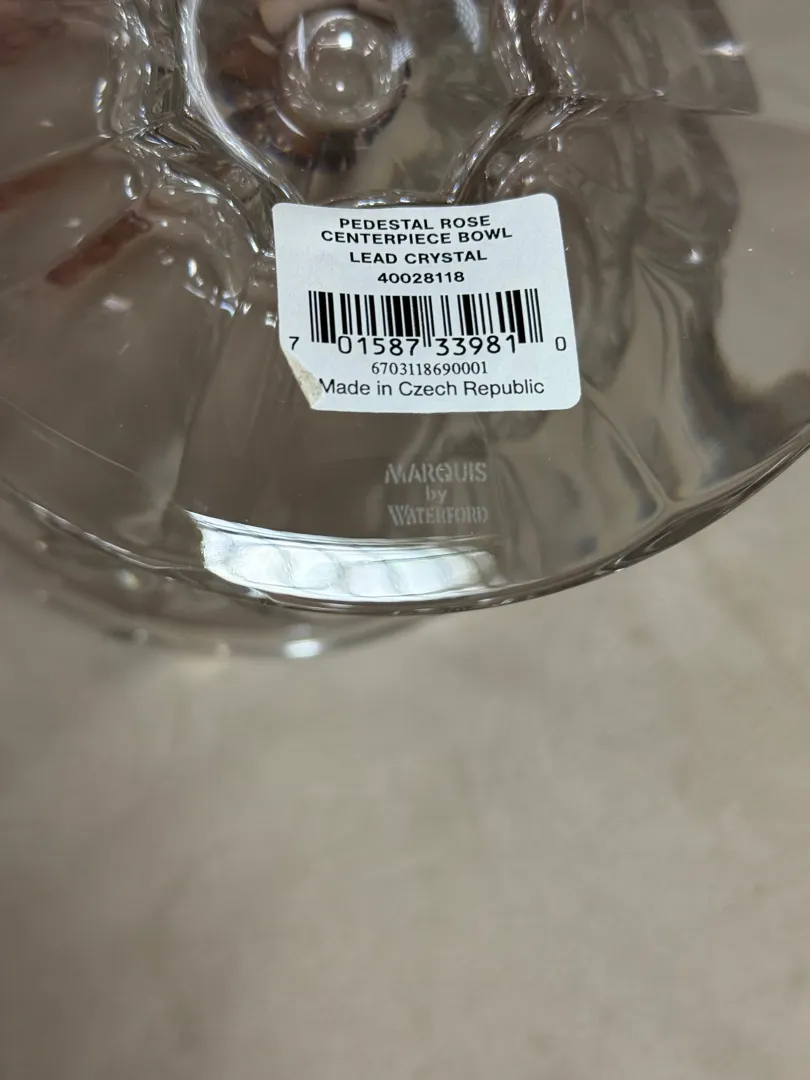 PEDESTAL ROSE
CENTERPIECE BOWL
LEAD CRYSTAL
40028118
7 01587 33981 0
6703118690001
Made in Czech Republic
MARQUIS
by
WATERFORD